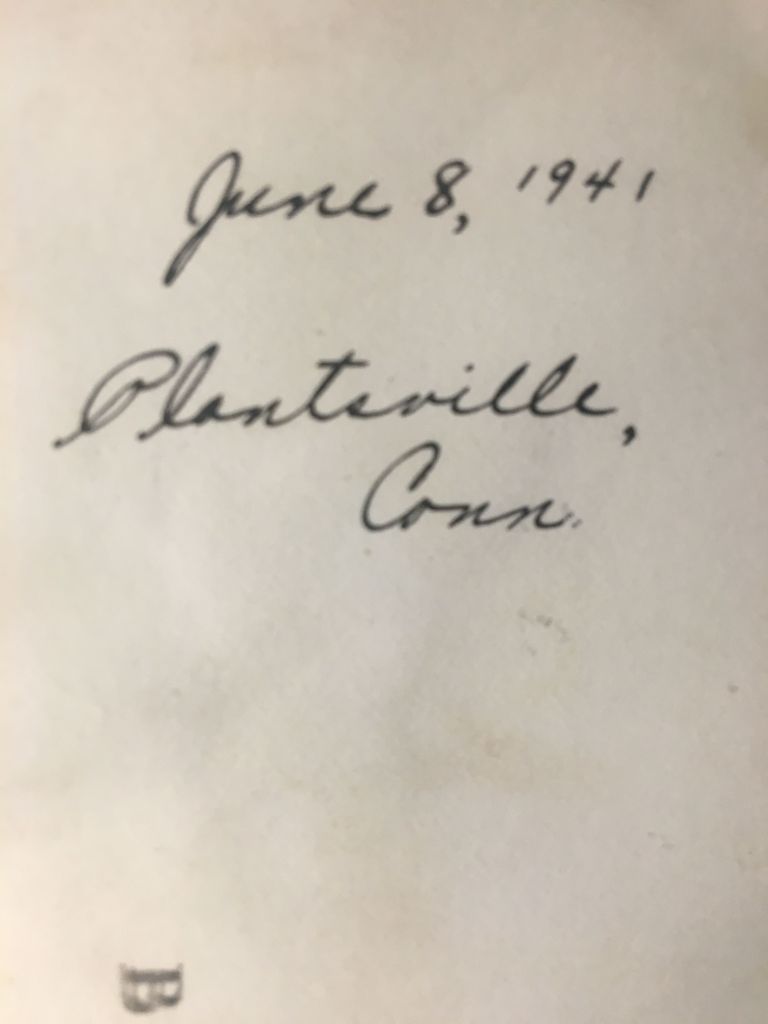 June 8, 1941
Plantsville,
Conn.
B